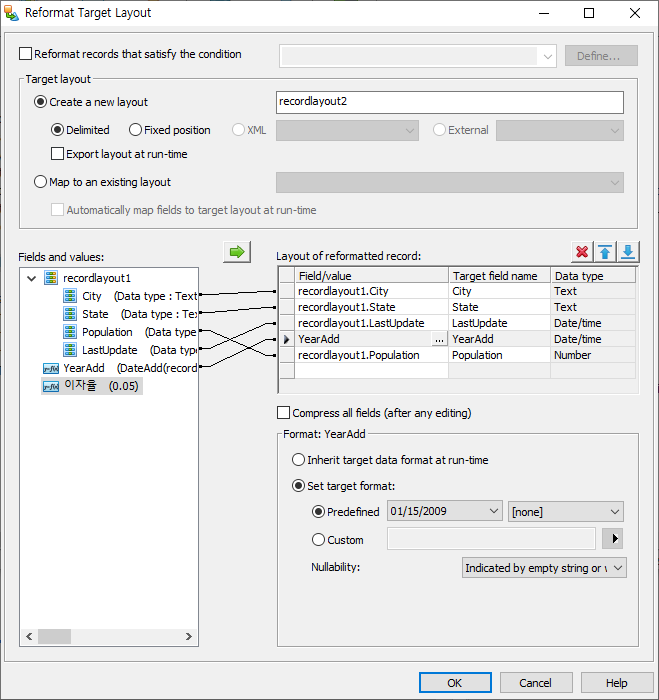 Reformat Target Layout
Reformat records that satisfy the condition
Define...
Target layout
Create a new layout
recordlayout2
Delimited
Fixed position
XML
External
Export layout at run-time
Map to an existing layout
Automatically map fields to target layout at run-time
Fields and values:
recordlayout1
City (Data type : Text
State (Data type : Tex
Population (Data type
LastUpdate (Data typ
YearAdd (DateAdd(record
이자율 (0.05)
Layout of reformatted record:
Field/value Target field name Data type
recordlayout1.City City Text
recordlayout1.State State Text
recordlayout1.LastUpdate LastUpdate Date/time
YearAdd ... YearAdd Date/time
recordlayout1.Population Population Number
Compress all fields (after any editing)
Format: YearAdd
Inherit target data format at run-time
Set target format:
Predefined 01/15/2009 [none]
Custom
Nullability: Indicated by empty string or v
OK Cancel Help